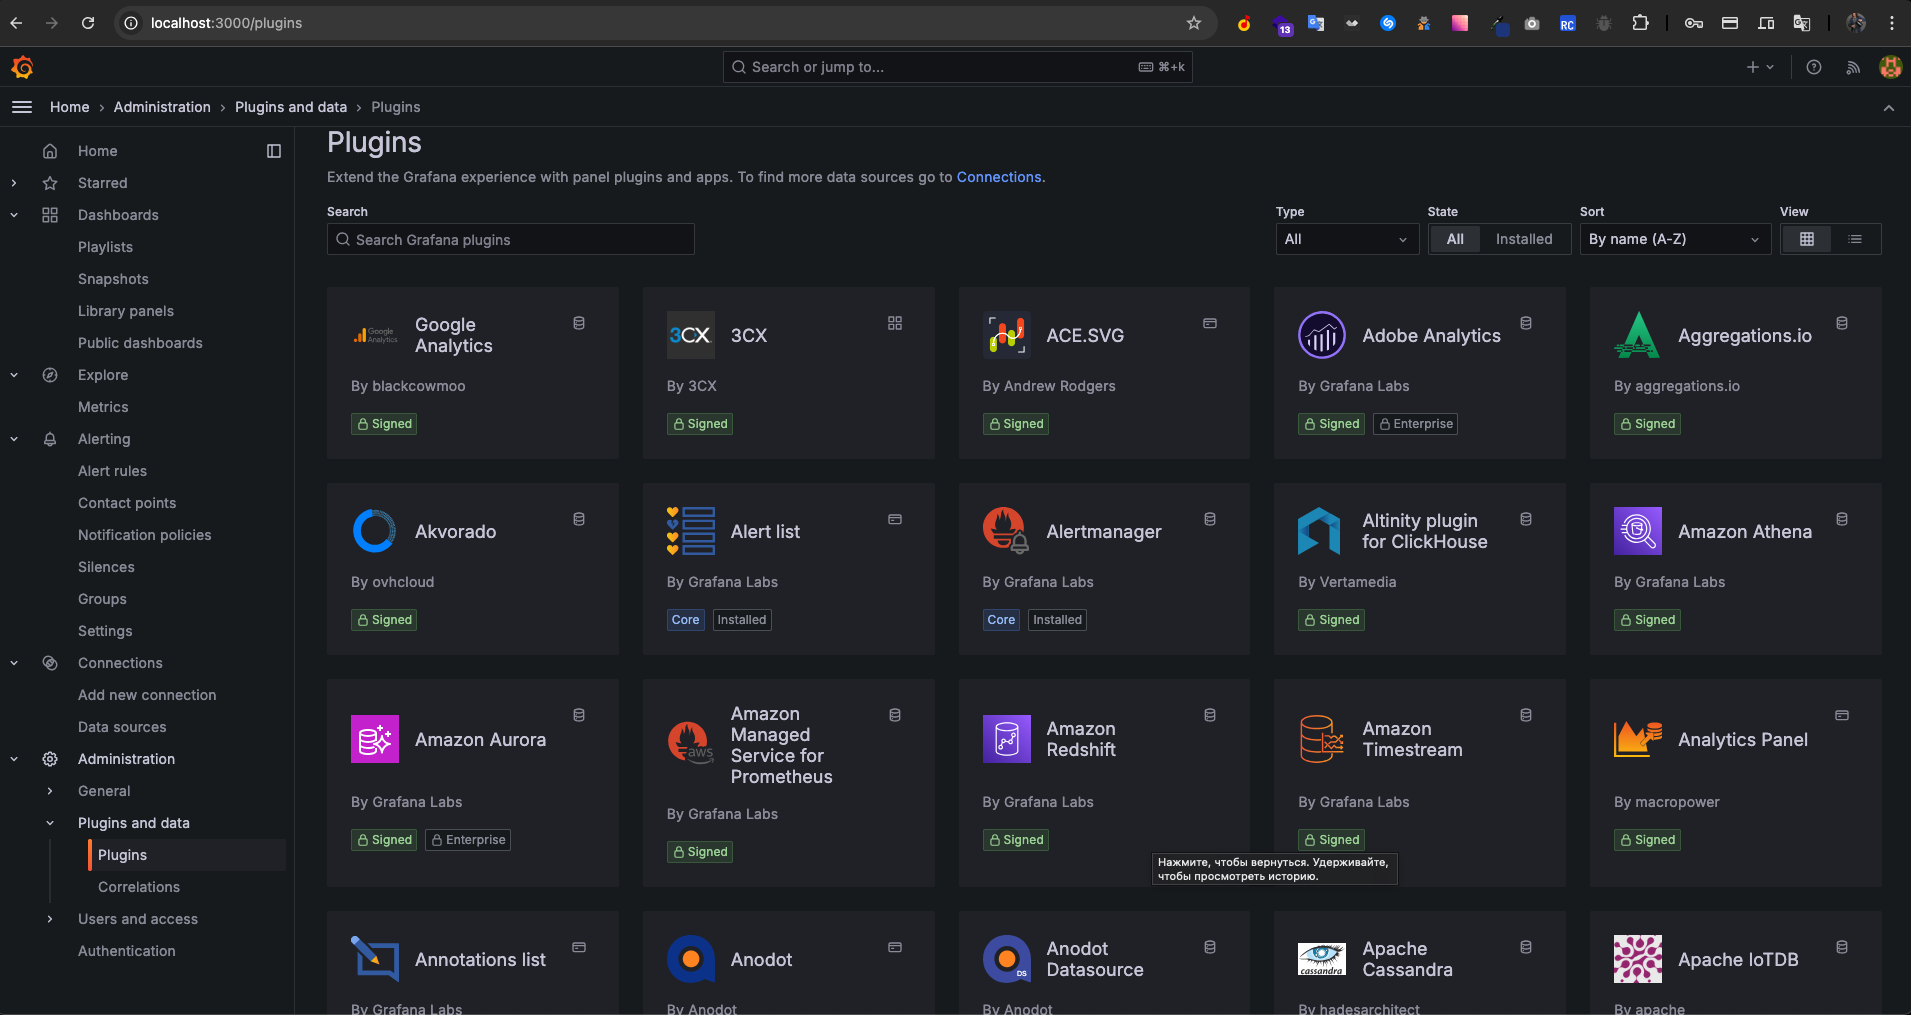 localhost:3000/plugins
13
RC
Search or jump to...
⌘+k
Home
Administration
Plugins and data
Plugins
Home
Starred
Dashboards
Playlists
Snapshots
Library panels
Public dashboards
Explore
Metrics
Alerting
Alert rules
Contact points
Notification policies
Silences
Groups
Settings
Connections
Add new connection
Data sources
Administration
General
Plugins and data
Plugins
Correlations
Users and access
Authentication
Plugins
Extend the Grafana experience with panel plugins and apps. To find more data sources go to Connections.
Search
Search Grafana plugins
Type
All
State
All
Installed
Sort
By name (A-Z)
View
Google Analytics
Google
Analytics
By blackcowmoo
Signed
3CX
3CX
By 3CX
Signed
ACE.SVG
By Andrew Rodgers
Signed
Adobe Analytics
By Grafana Labs
Signed
Enterprise
Aggregations.io
By aggregations.io
Signed
Akvorado
By ovhcloud
Signed
Alert list
By Grafana Labs
Core
Installed
Alertmanager
By Grafana Labs
Core
Installed
Altinity plugin
for ClickHouse
By Vertamedia
Signed
Amazon Athena
By Grafana Labs
Signed
Amazon Aurora
By Grafana Labs
Signed
Enterprise
aws
Amazon
Managed
Service for
Prometheus
By Grafana Labs
Signed
Amazon
Redshift
By Grafana Labs
Signed
Amazon
Timestream
By Grafana Labs
Signed
Analytics Panel
By macropower
Signed
Нажмите, чтобы вернуться. Удерживайте,
чтобы просмотреть историю.
Annotations list
By Grafana Labs
Anodot
By Anodot
DS
Anodot
Datasource
By Anodot
cassandra
Apache
Cassandra
By hadesarchitect
Apache IoTDB
By apache